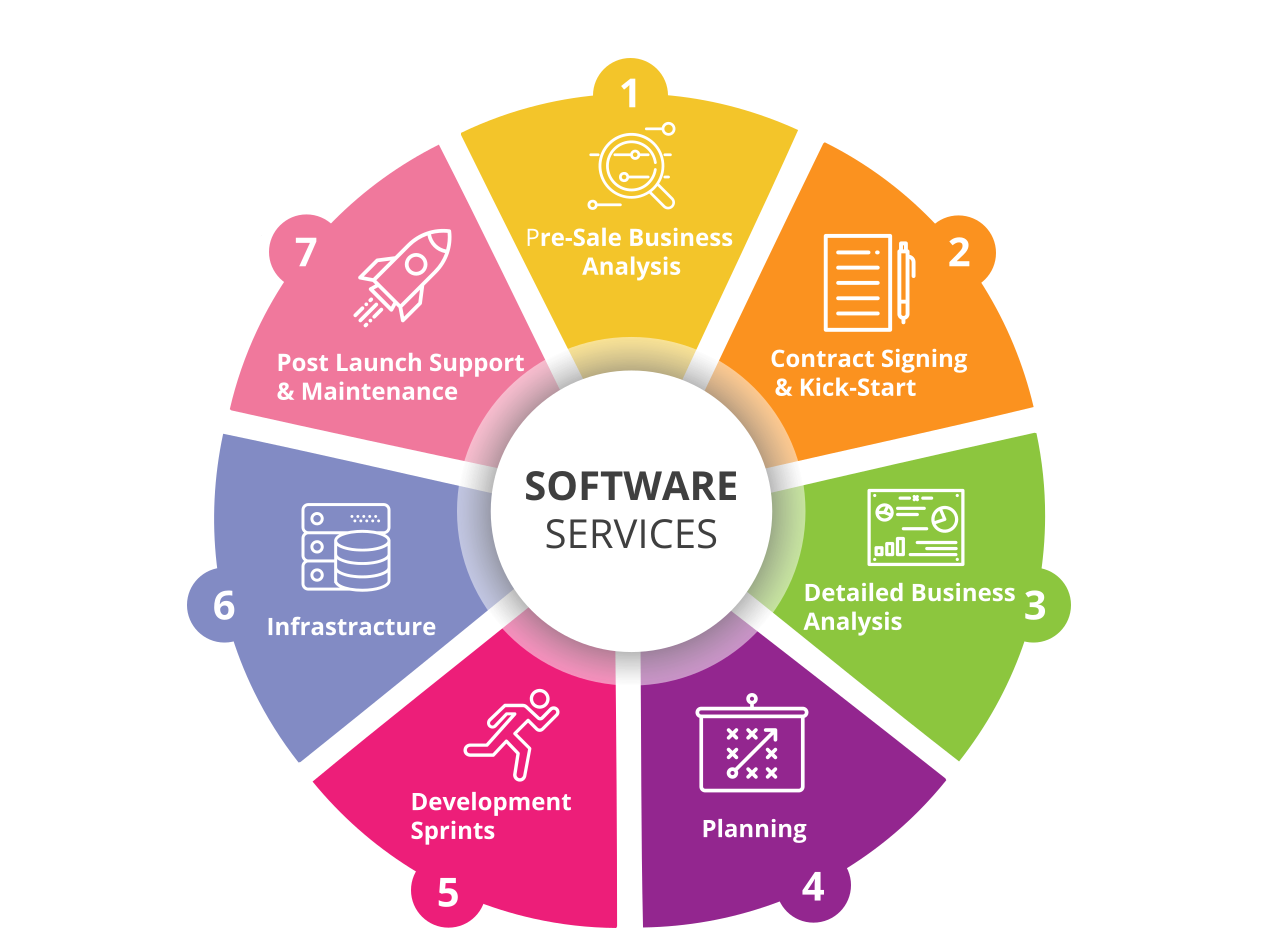 1
Pre-Sale Business
Analysis
2
Contract Signing
& Kick-Start
3
Detailed Business
Analysis
4
Planning
5
Development
Sprints
6
Infrastracture
7
Post Launch Support
& Maintenance
SOFTWARE
SERVICES